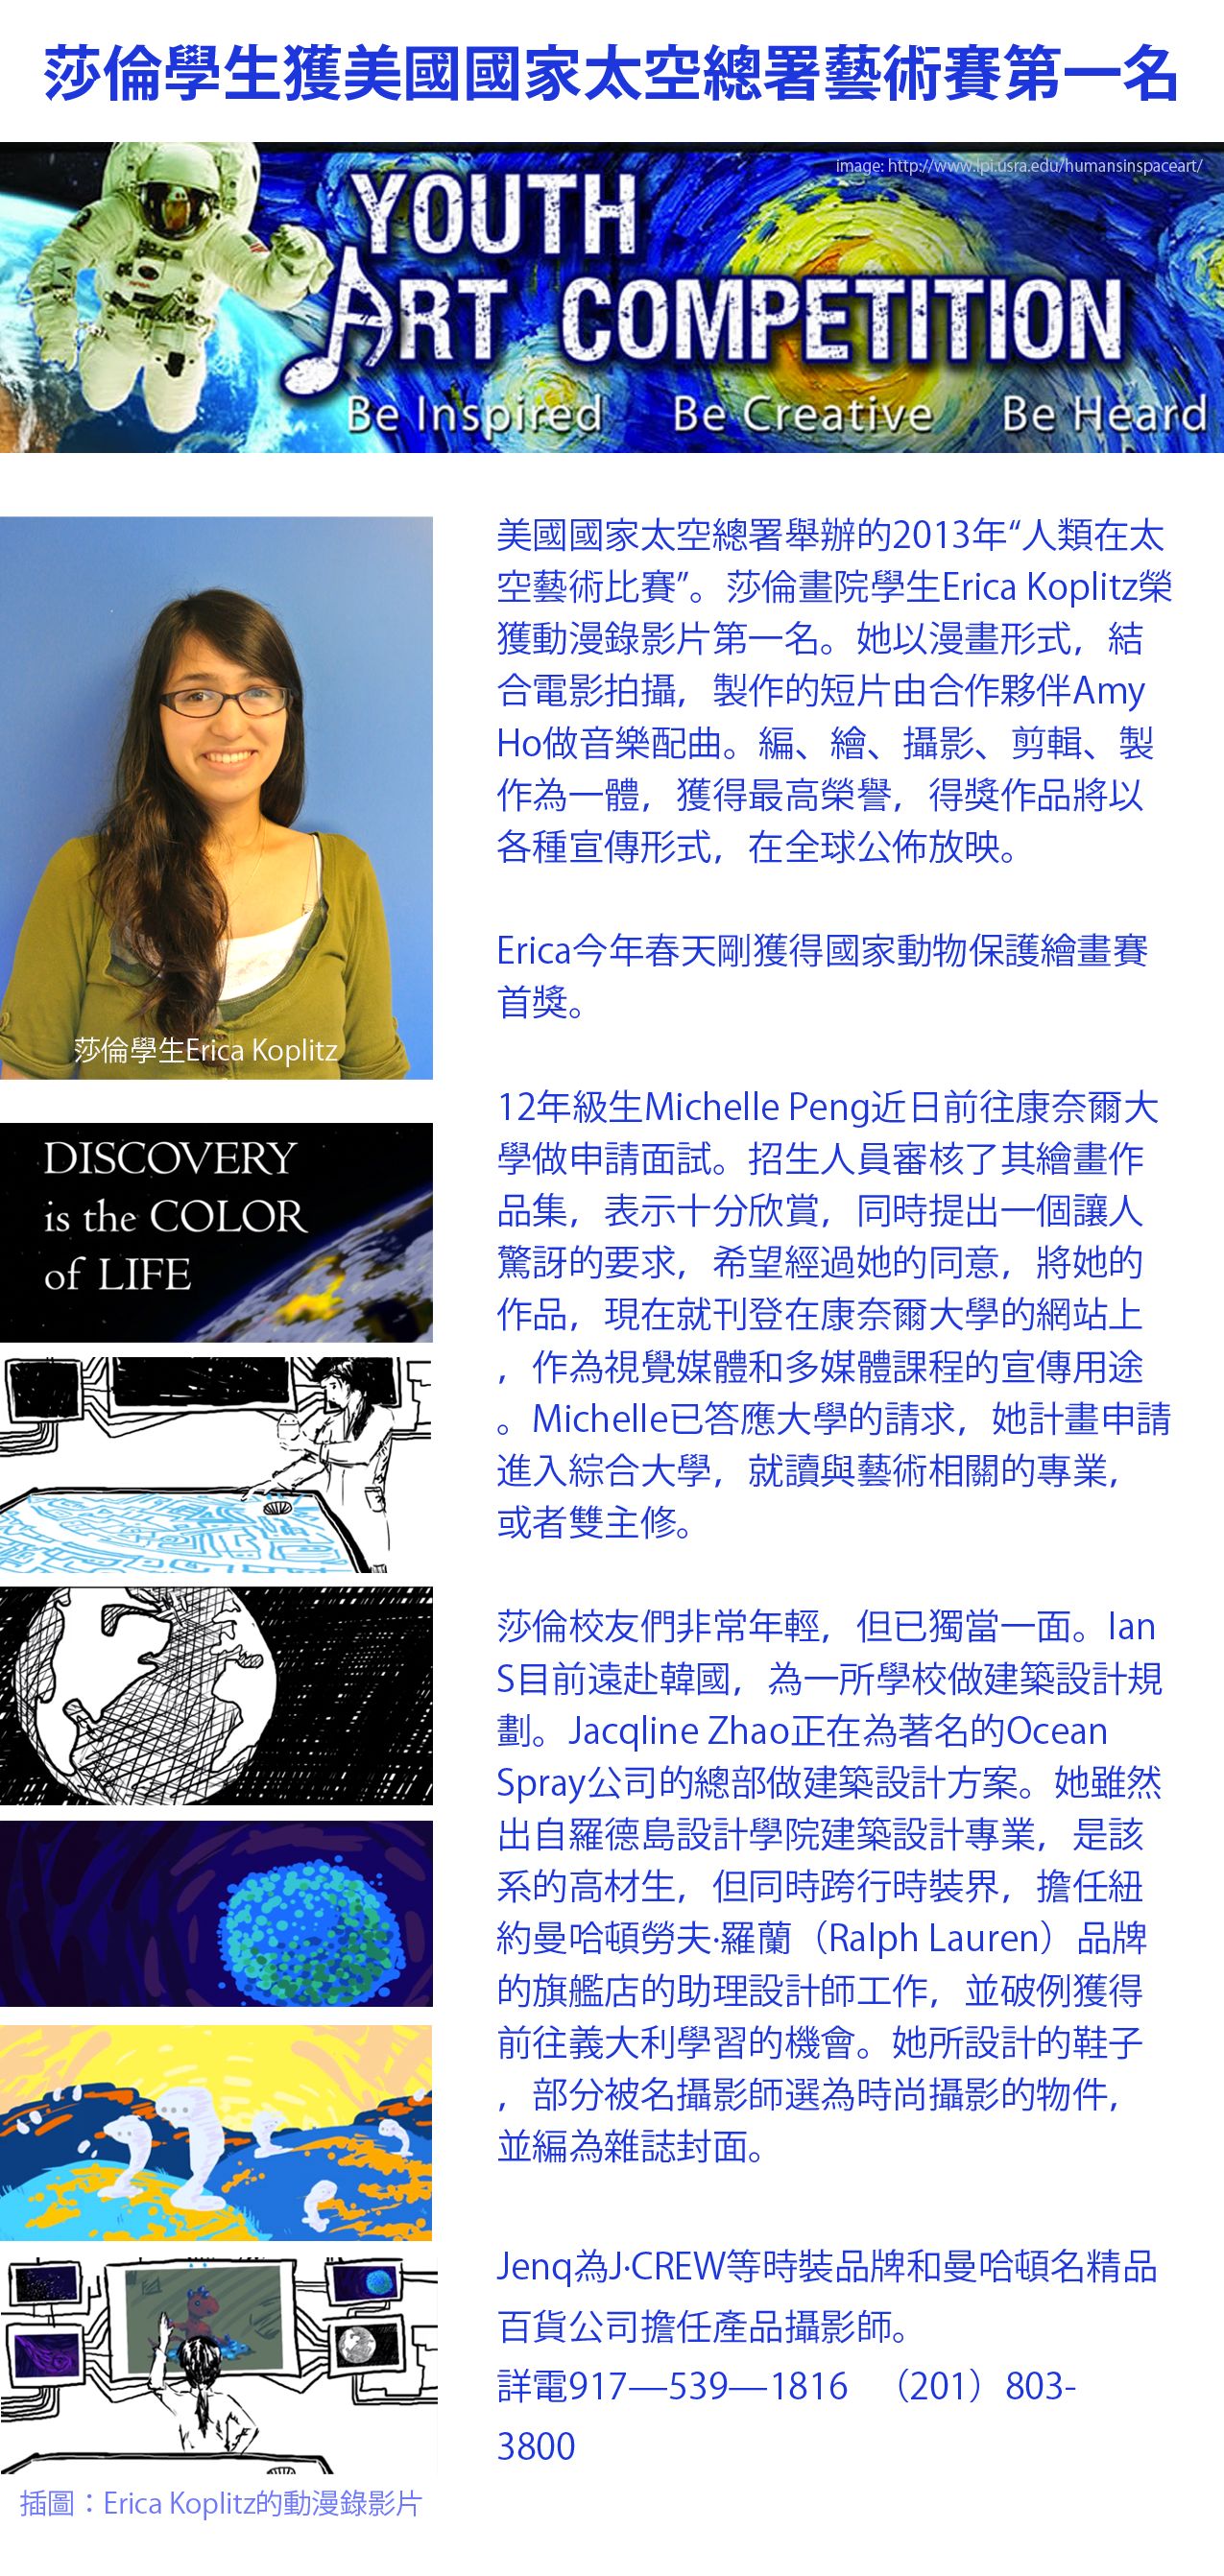 莎倫學生獲美國國家太空總署藝術賽第一名
image: http://www.lpi.usra.edu/humansinspaceart/
YOUTH
ART COMPETITION
Be Inspired Be Creative Be Heard
莎倫學生Erica Koplitz
DISCOVERY
is the COLOR
of LIFE
插圖：Erica Koplitz的動漫錄影片
美國國家太空總署舉辦的2013年“人類在太
空藝術比賽”。莎倫畫院學生Erica Koplitz榮
獲動漫錄影片第一名。她以漫畫形式，結
合電影拍攝，製作的短片由合作夥伴Amy
Ho做音樂配曲。編、繪、攝影、剪輯、製
作為一體，獲得最高榮譽，得獎作品將以
各種宣傳形式，在全球公佈放映。
Erica今年春天剛獲得國家動物保護繪畫賽
首獎。
12年級生Michelle Peng近日前往康奈爾大
學做申請面試。招生人員審核了其繪畫作
品集，表示十分欣賞，同時提出一個讓人
驚訝的要求，希望經過她的同意，將她的
作品，現在就刊登在康奈爾大學的網站上
，作為視覺媒體和多媒體課程的宣傳用途
。Michelle已答應大學的請求，她計畫申請
進入綜合大學，就讀與藝術相關的專業，
或者雙主修。
莎倫校友們非常年輕，但已獨當一面。Ian
S目前遠赴韓國，為一所學校做建築設計規
劃。Jacqline Zhao正在為著名的Ocean
Spray公司的總部做建築設計方案。她雖然
出自羅德島設計學院建築設計專業，是該
系的高材生，但同時跨行時裝界，擔任紐
約曼哈頓勞夫·羅蘭（Ralph Lauren）品牌
的旗艦店的助理設計師工作，並破例獲得
前往義大利學習的機會。她所設計的鞋子
，部分被名攝影師選為時尚攝影的物件，
並編為雜誌封面。
Jenq為J·CREW等時裝品牌和曼哈頓名精品
百貨公司擔任產品攝影師。
詳電917—539—1816 （201）803-
3800